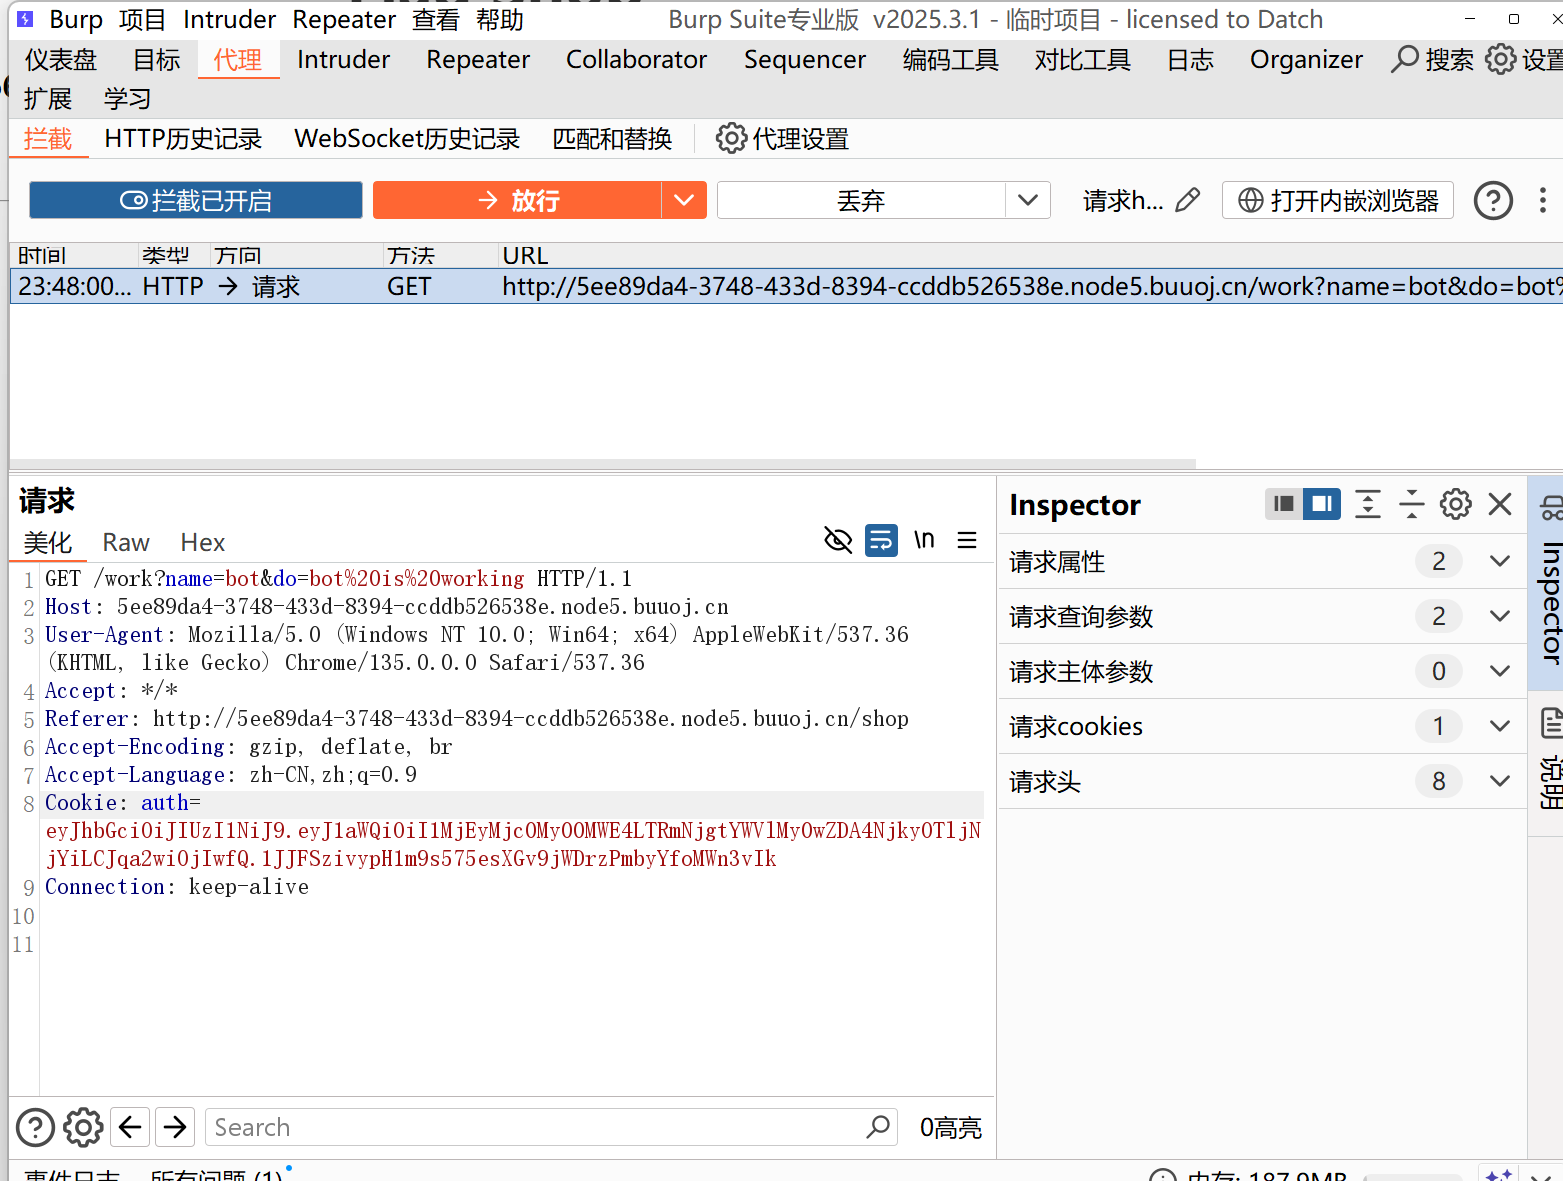 Burp 项目 Intruder Repeater 查看 帮助 Burp Suite专业版 v2025.3.1 - 临时项目 - licensed to Datch
仪表盘 目标 代理 Intruder Repeater Collaborator Sequencer 编码工具 对比工具 日志 Organizer 搜索 设置
扩展 学习
拦截 HTTP历史记录 WebSocket历史记录 匹配和替换 代理设置
拦截已开启 放行 丢弃 请求h... 打开内嵌浏览器
时间 类型 方向 方法 URL
23:48:00... HTTP → 请求 GET http://5ee89da4-3748-433d-8394-ccddb526538e.node5.buuoj.cn/work?name=bot&do=bot%
请求
美化 Raw Hex \n
1 GET /work?name=bot&do=bot%20is%20working HTTP/1.1
2 Host: 5ee89da4-3748-433d-8394-ccddb526538e.node5.buuoj.cn
3 User-Agent: Mozilla/5.0 (Windows NT 10.0; Win64; x64) AppleWebKit/537.36
(KHTML, like Gecko) Chrome/135.0.0.0 Safari/537.36
4 Accept: */*
5 Referer: http://5ee89da4-3748-433d-8394-ccddb526538e.node5.buuoj.cn/shop
6 Accept-Encoding: gzip, deflate, br
7 Accept-Language: zh-CN,zh;q=0.9
8 Cookie: auth=
eyJhbGciOiJIUzI1NiJ9.eyJ1aWQiOiI1MjEyMjc0My00MWE4LTRmNjgtYWVlMy0wZDA4NjkyOTljN
jYiLCJqa2wiOjIwfQ.1JJFSzivypH1m9s575esXGv9jWDrzPmbyYfoMWn3vIk
9 Connection: keep-alive
10
11
Inspector
请求属性 2
请求查询参数 2
请求主体参数 0
请求cookies 1
请求头 8
Inspector
说明
Search 0高亮
事件日志 所有问题 (1) 内存: 187.9MB